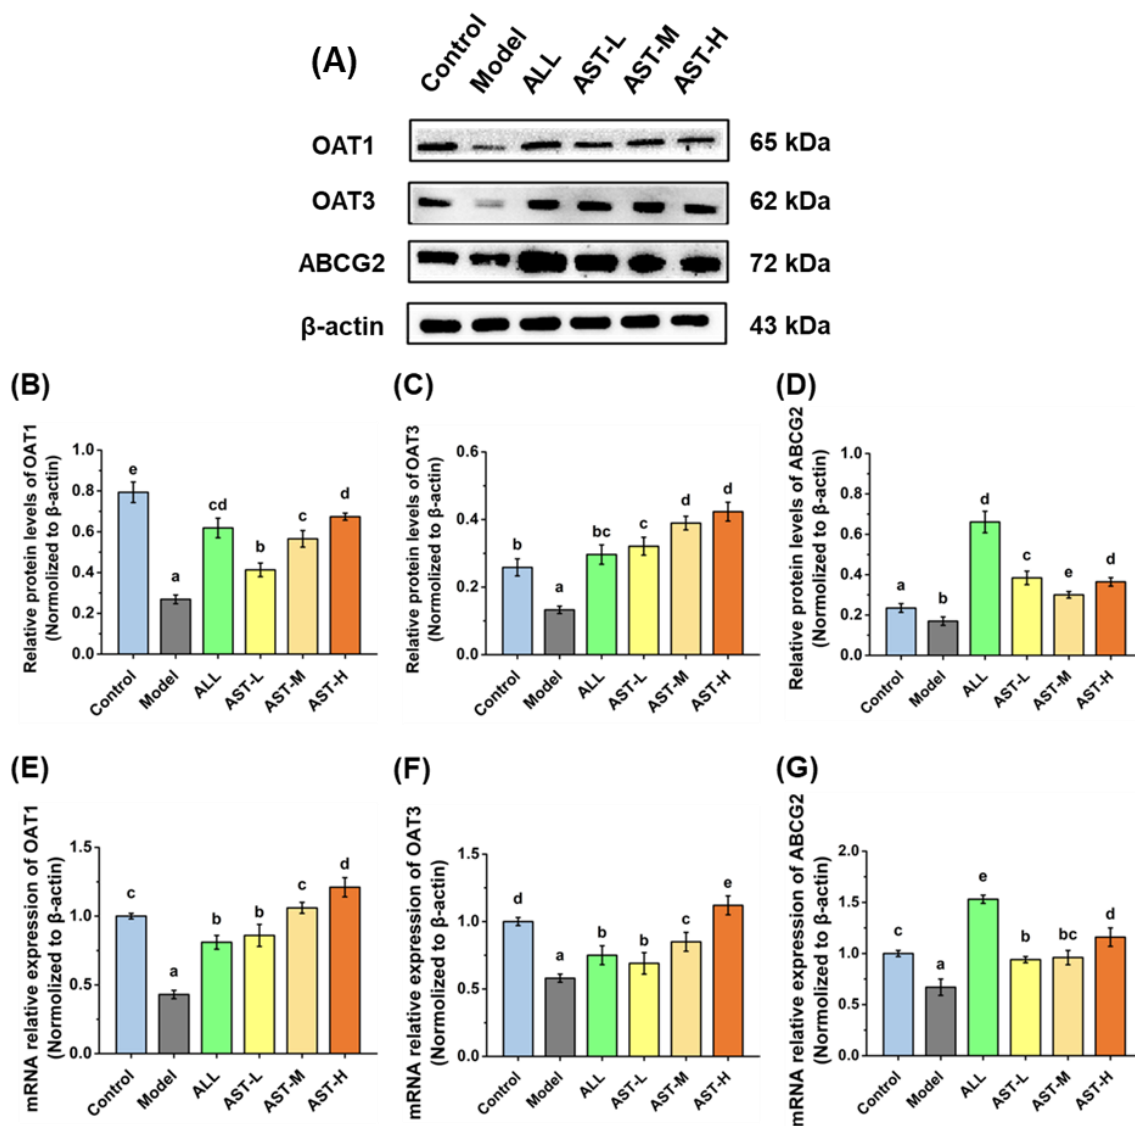 (A)
Control Model ALL AST-L AST-M AST-H
OAT1 65 kDa
OAT3 62 kDa
ABCG2 72 kDa
β-actin 43 kDa
(B)
Relative protein levels of OAT1
(Normolized to β-actin)
1.0
0.8
0.6
0.4
0.2
0.0
e a cd b c d
Control Model ALL AST-L AST-M AST-H
(C)
Relative protein levels of OAT3
(Normolized to β-actin)
0.6
0.4
0.2
0.0
b a bc c d d
Control Model ALL AST-L AST-M AST-H
(D)
Relative protein levels of ABCG2
(Normolized to β-actin)
1.0
0.8
0.6
0.4
0.2
0.0
a b d c e d
Control Model ALL AST-L AST-M AST-H
(E)
mRNA relative expression of OAT1
(Normolized to β-actin)
1.5
1.0
0.5
0.0
c a b b c d
Control Model ALL AST-L AST-M AST-H
(F)
mRNA relative expression of OAT3
(Normolized to β-actin)
1.5
1.0
0.5
0.0
d a b b c e
Control Model ALL AST-L AST-M AST-H
(G)
mRNA relative expression of ABCG2
(Normolized to β-actin)
2.0
1.5
1.0
0.5
0.0
c a e b bc d
Control Model ALL AST-L AST-M AST-H